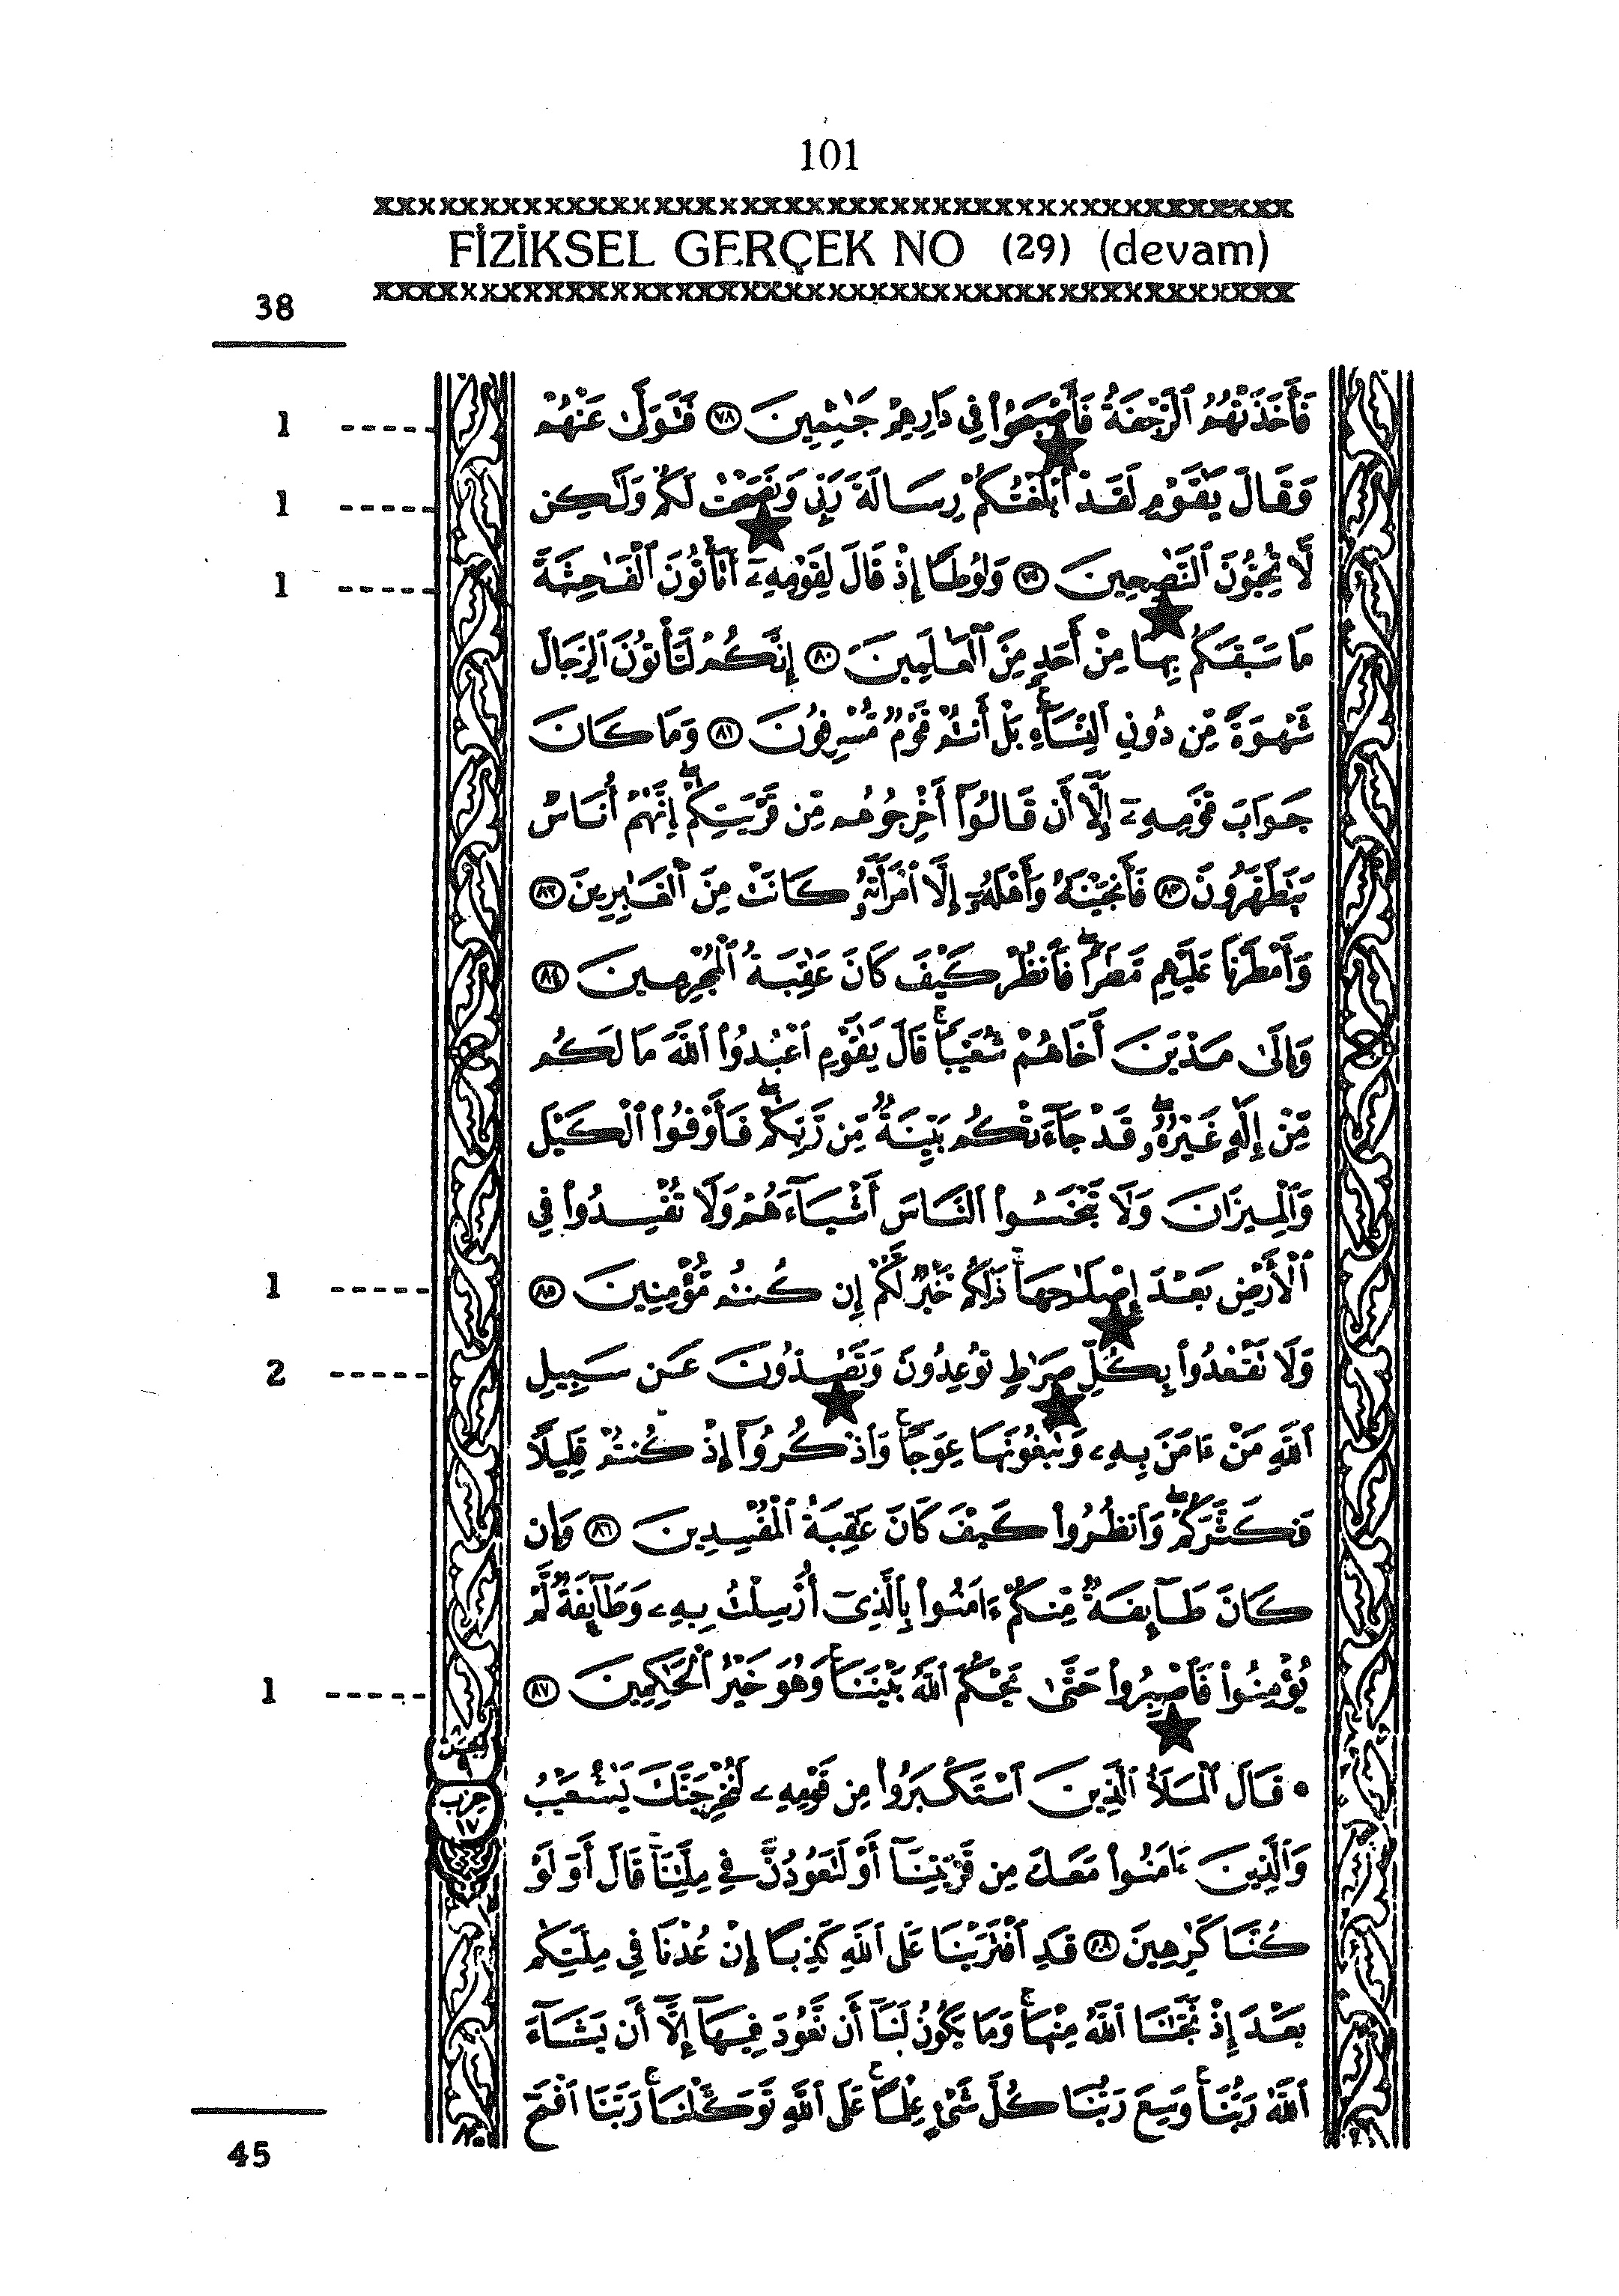 101
FİZİKSEL GERÇEK NO (29) (devam)
38
1 ----- فَأَخَذَتْهُمُ ٱلرَّجْفَةُ فَأَصْبَحُوا۟ فِى دَارِهِمْ جَـٰثِمِينَ ٧٨ فَتَوَلَّىٰ عَنْهُمْ
1 ----- وَقَالَ يَـٰقَوْمِ لَقَدْ أَبْلَغْتُكُمْ رِسَالَةَ رَبِّى وَنَصَحْتُ لَكُمْ وَلَـٰكِن
1 ----- لَّا تُحِبُّونَ ٱلنَّـٰصِحِينَ ٧٩ وَلُوطًا إِذْ قَالَ لِقَوْمِهِۦٓ أَتَأْتُونَ ٱلْفَـٰحِشَةَ
مَا سَبَقَكُم بِهَا مِنْ أَحَدٍ مِّنَ ٱلْعَـٰلَمِينَ ٨٠ إِنَّكُمْ لَتَأْتُونَ ٱلرِّجَالَ
شَهْوَةً مِّن دُونِ ٱلنِّسَآءِۚ بَلْ أَنتُمْ قَوْمٌ مُّسْرِفُونَ ٨١ وَمَا كَانَ
جَوَابَ قَوْمِهِۦٓ إِلَّآ أَن قَالُوٓا۟ أَخْرِجُوهُم مِّن قَرْيَتِكُمْۖ إِنَّهُمْ أُنَاسٌ
يَتَطَهَّرُونَ ٨٢ فَأَنجَيْنَـٰهُ وَأَهْلَهُۥٓ إِلَّا ٱمْرَأَتَهُۥ كَانَتْ مِنَ ٱلْغَـٰبِرِينَ ٨٣
وَأَمْطَرْنَا عَلَيْهِم مَّطَرًاۖ فَٱنظُرْ كَيْفَ كَانَ عَـٰقِبَةُ ٱلْمُجْرِمِينَ ٨٤
وَإِلَىٰ مَدْيَنَ أَخَاهُمْ شُعَيْبًاۚ قَالَ يَـٰقَوْمِ ٱعْبُدُوا۟ ٱللَّهَ مَا لَكُم
مِّنْ إِلَـٰهٍ غَيْرُهُۥۖ قَدْ جَآءَتْكُم بَيِّنَةٌ مِّن رَّبِّكُمْۖ فَأَوْفُوا۟ ٱلْكَيْلَ
وَٱلْمِيزَانَ وَلَا تَبْخَسُوا۟ ٱلنَّاسَ أَشْيَآءَهُمْ وَلَا تُفْسِدُوا۟ فِى
1 ----- ٱلْأَرْضِ بَعْدَ إِصْلَـٰحِهَاۚ ذَٰلِكُمْ خَيْرٌ لَّكُمْ إِن كُنتُم مُّؤْمِنِينَ ٨٥
2 ----- وَلَا تَقْعُدُوا۟ بِكُلِّ صِرَٰطٍ تُوعِدُونَ وَتَصُدُّونَ عَن سَبِيلِ
ٱللَّهِ مَنْ ءَامَنَ بِهِۦ وَتَبْغُونَهَا عِوَجًاۚ وَٱذْكُرُوٓا۟ إِذْ كُنتُمْ قَلِيلًا
فَكَثَّرَكُمْۖ وَٱنظُرُوا۟ كَيْفَ كَانَ عَـٰقِبَةُ ٱلْمُفْسِدِينَ ٨٦ وَإِن
كَانَ طَآئِفَةٌ مِّنكُمْ ءَامَنُوا۟ بِٱلَّذِىٓ أُرْسِلْتُ بِهِۦ وَطَآئِفَةٌ لَّمْ
1 ----- يُؤْمِنُوا۟ فَٱصْبِرُوا۟ حَتَّىٰ يَحْكُمَ ٱللَّهُ بَيْنَنَاۚ وَهُوَ خَيْرُ ٱلْحَـٰكِمِينَ ٨٧
حزب
١٧
• قَالَ ٱلْمَلَأُ ٱلَّذِينَ ٱسْتَكْبَرُوا۟ مِن قَوْمِهِۦ لَنُخْرِجَنَّكَ يَـٰشُعَيْبُ
وَٱلَّذِينَ ءَامَنُوا۟ مَعَكَ مِن قَرْيَتِنَآ أَوْ لَتَعُودُنَّ فِى مِلَّتِنَاۚ قَالَ أَوَلَوْ
كُنَّا كَـٰرِهِينَ ٨٨ قَدِ ٱفْتَرَيْنَا عَلَى ٱللَّهِ كَذِبًا إِنْ عُدْنَا فِى مِلَّتِكُم
بَعْدَ إِذْ نَجَّىٰنَا ٱللَّهُ مِنْهَاۚ وَمَا يَكُونُ لَنَآ أَن نَّعُودَ فِيهَآ إِلَّآ أَن يَشَآءَ
ٱللَّهُ رَبُّنَاۚ وَسِعَ رَبُّنَا كُلَّ شَىْءٍ عِلْمًاۚ عَلَى ٱللَّهِ تَوَكَّلْنَاۚ رَبَّنَا ٱفْتَحْ
45